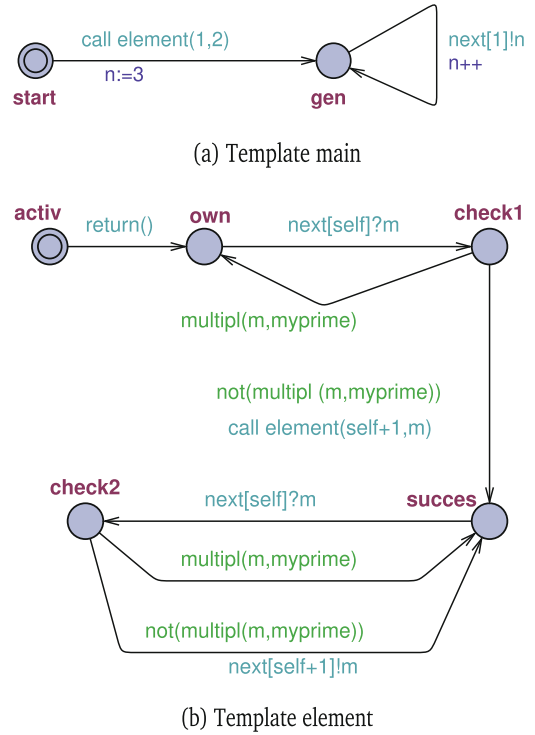 call element(1,2)
n:=3
next[1]!n
n++
start
gen
(a) Template main
activ
return()
own
next[self]?m
check1
multipl(m,myprime)
not(multipl (m,myprime))
call element(self+1,m)
check2
next[self]?m
succes
multipl(m,myprime)
not(multipl(m,myprime))
next[self+1]!m
(b) Template element